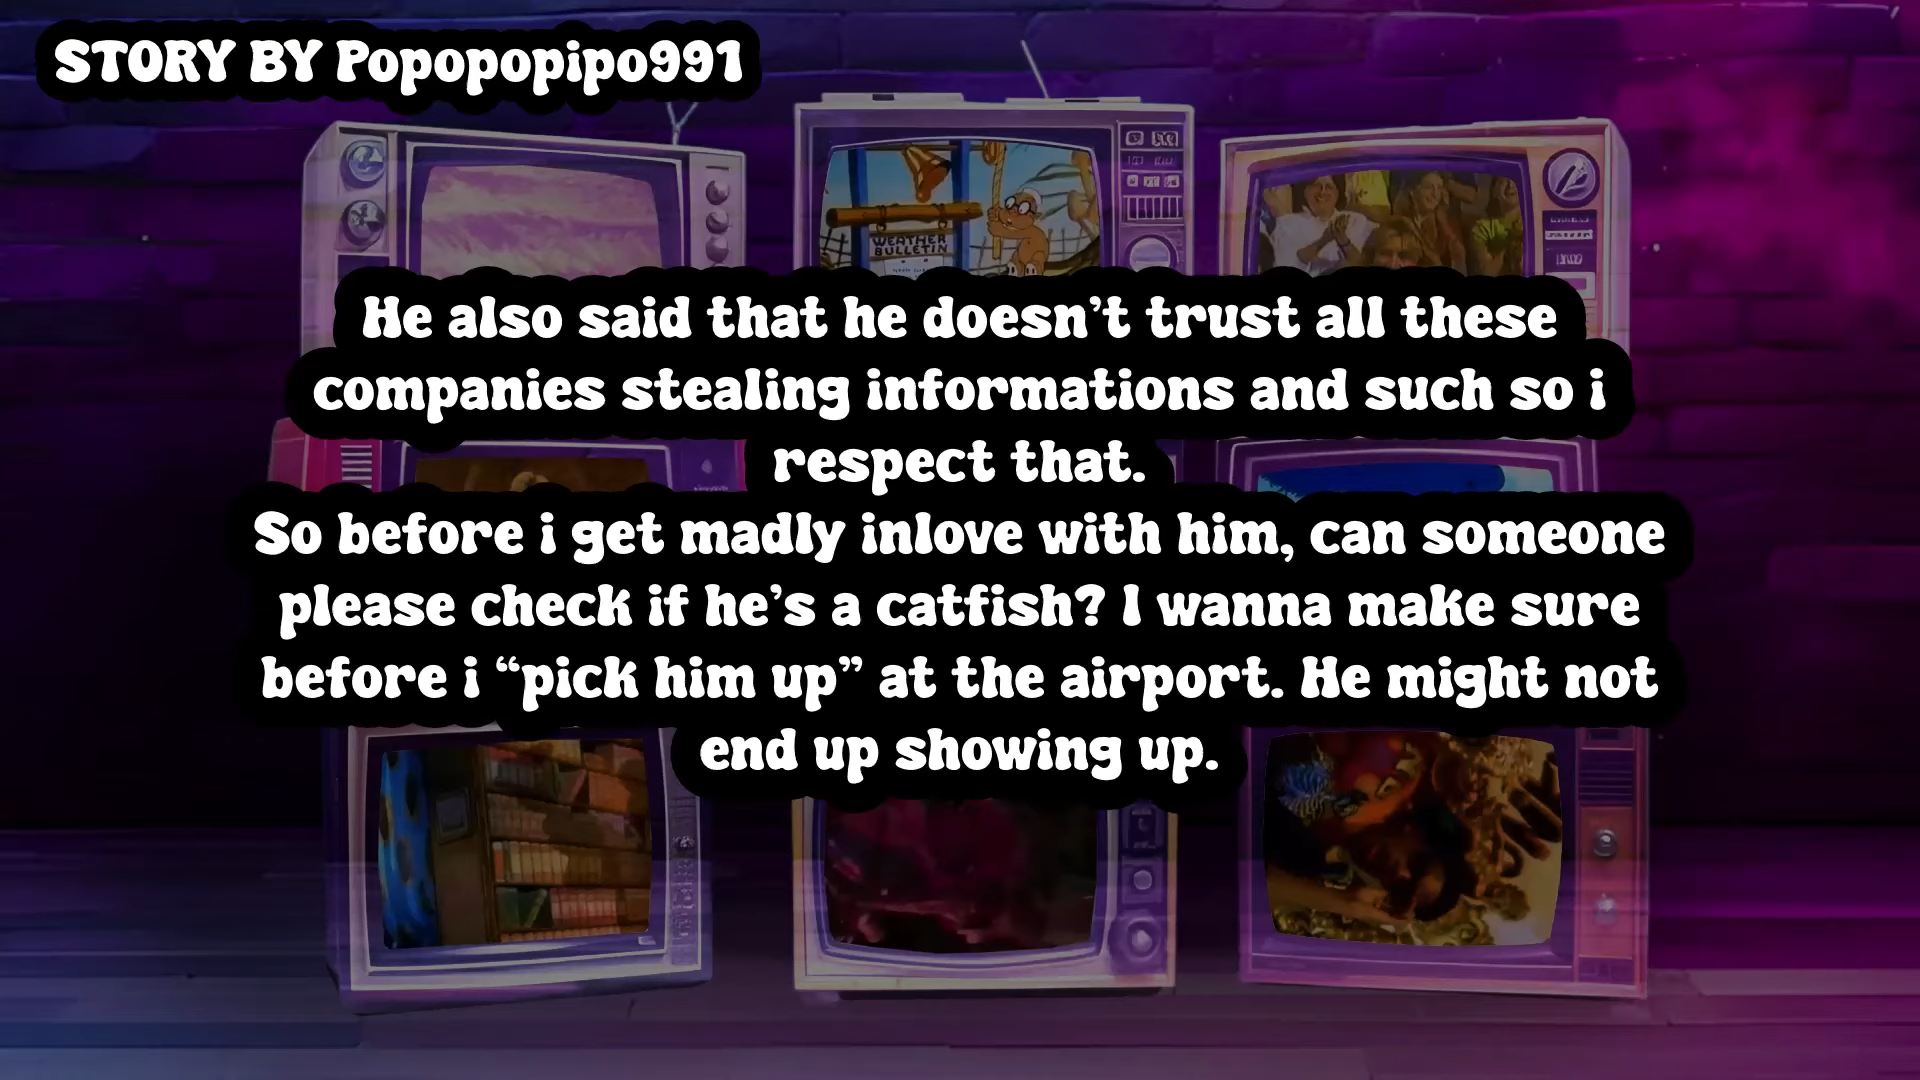 STORY BY Popopopipo991
WEATHER
BULLETIN
He also said that he doesn’t trust all these
companies stealing informations and such so i
respect that.
So before i get madly inlove with him, can someone
please check if he’s a catfish? I wanna make sure
before i “pick him up” at the airport. He might not
end up showing up.